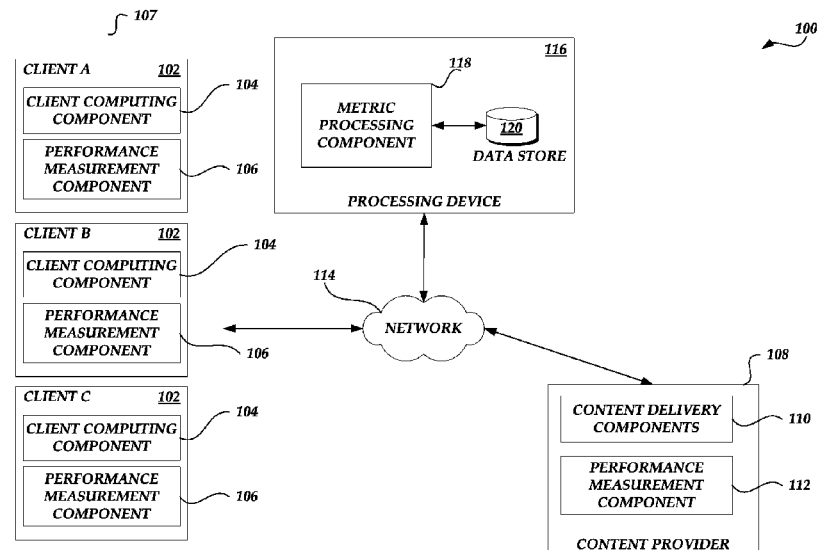 107
100
CLIENT A 102
CLIENT COMPUTING
COMPONENT
104
PERFORMANCE
MEASUREMENT
COMPONENT
106
CLIENT B 102
CLIENT COMPUTING
COMPONENT
104
PERFORMANCE
MEASUREMENT
COMPONENT
106
CLIENT C 102
CLIENT COMPUTING
COMPONENT
104
PERFORMANCE
MEASUREMENT
COMPONENT
106
116
118
METRIC
PROCESSING
COMPONENT
120
DATA STORE
PROCESSING DEVICE
114
NETWORK
108
CONTENT DELIVERY
COMPONENTS
110
PERFORMANCE
MEASUREMENT
COMPONENT
112
CONTENT PROVIDER